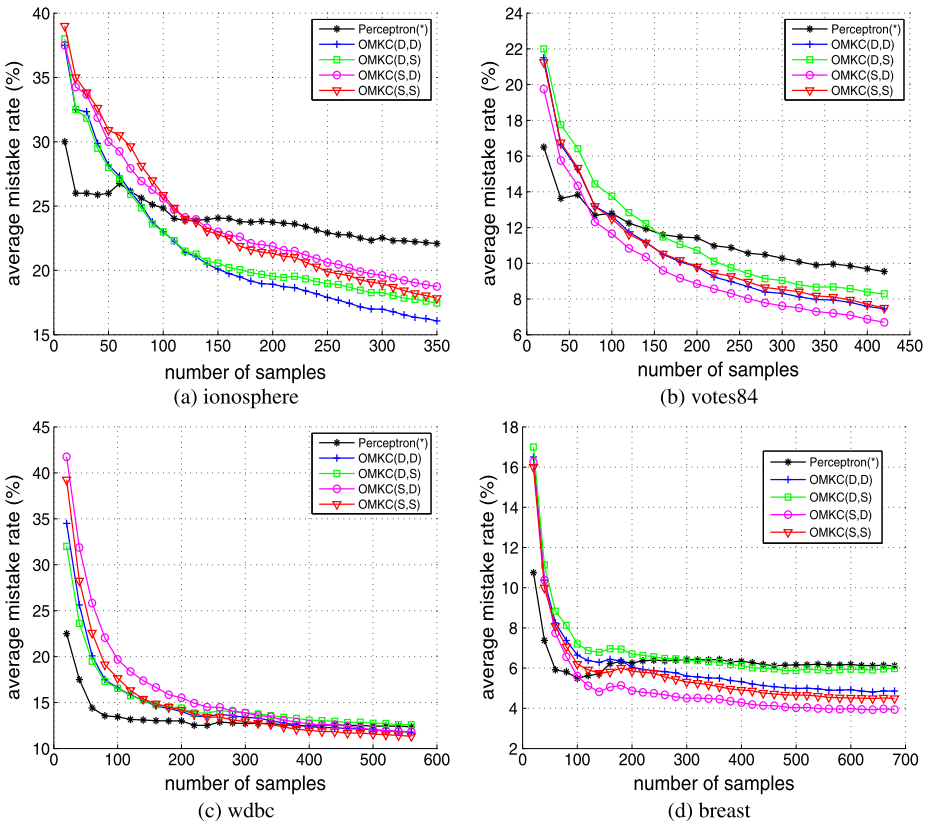 average mistake rate (%)
40
35
30
25
20
15
0
50
100
150
200
250
300
350
number of samples
Perceptron(*)
OMKC(D,D)
OMKC(D,S)
OMKC(S,D)
OMKC(S,S)
(a) ionosphere
average mistake rate (%)
24
22
20
18
16
14
12
10
8
6
0
50
100
150
200
250
300
350
400
450
number of samples
Perceptron(*)
OMKC(D,D)
OMKC(D,S)
OMKC(S,D)
OMKC(S,S)
(b) votes84
average mistake rate (%)
45
40
35
30
25
20
15
10
0
100
200
300
400
500
600
number of samples
Perceptron(*)
OMKC(D,D)
OMKC(D,S)
OMKC(S,D)
OMKC(S,S)
(c) wdbc
average mistake rate (%)
18
16
14
12
10
8
6
4
2
0
100
200
300
400
500
600
700
number of samples
Perceptron(*)
OMKC(D,D)
OMKC(D,S)
OMKC(S,D)
OMKC(S,S)
(d) breast